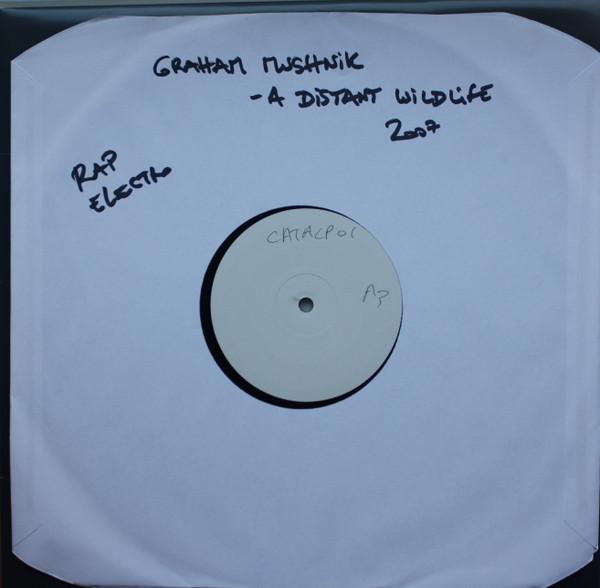 GRAHAM MUSHNIK
- A DISTANT WILDLIFE
2007
RAP
ELECTRO
CATALP01